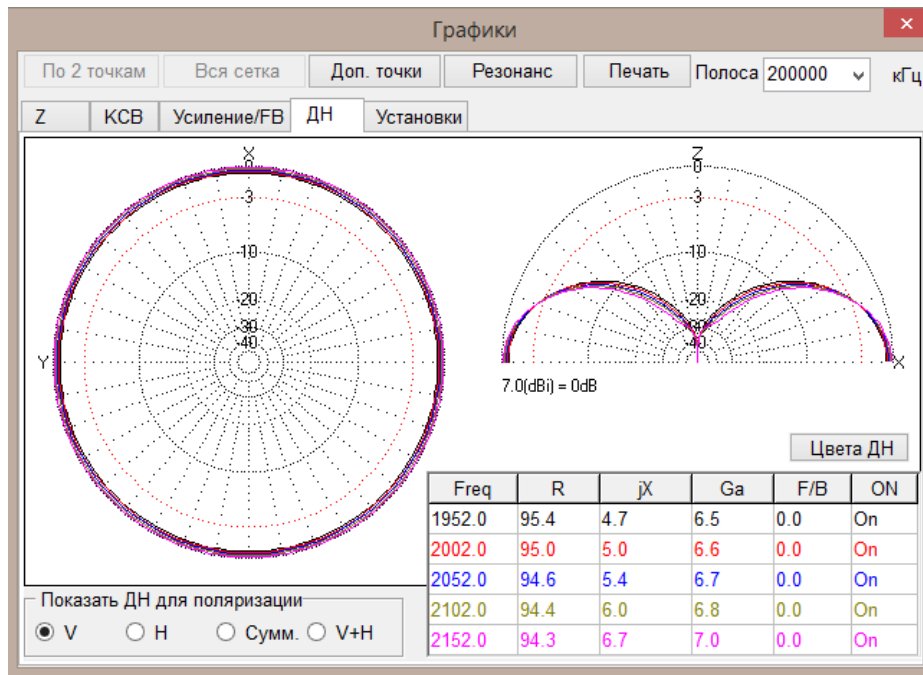 Графики
По 2 точкам Вся сетка Доп. точки Резонанс Печать Полоса 200000 кГц
Z КСВ Усиление/FB ДН Установки
X
0
3
-10
-20
-30
-40
Y
Z
0
3
-10
-20
-40
X
7.0(dBi) = 0dB
Цвета ДН
Freq R jX Ga F/B ON
1952.0 95.4 4.7 6.5 0.0 On
2002.0 95.0 5.0 6.6 0.0 On
2052.0 94.6 5.4 6.7 0.0 On
2102.0 94.4 6.0 6.8 0.0 On
2152.0 94.3 6.7 7.0 0.0 On
Показать ДН для поляризации
V H Сумм. V+H